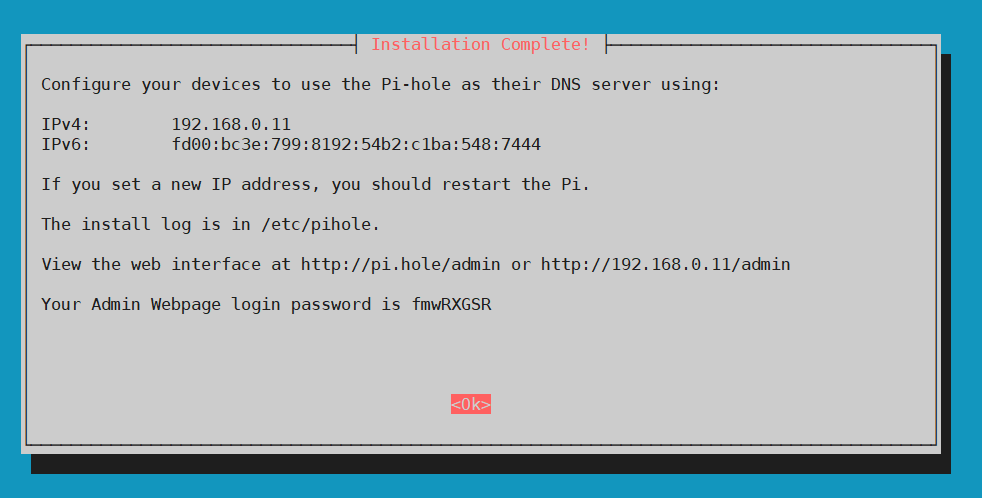 Installation Complete!
Configure your devices to use the Pi-hole as their DNS server using:
IPv4: 192.168.0.11
IPv6: fd00:bc3e:799:8192:54b2:c1ba:548:7444
If you set a new IP address, you should restart the Pi.
The install log is in /etc/pihole.
View the web interface at http://pi.hole/admin or http://192.168.0.11/admin
Your Admin Webpage login password is fmwRXGSR
<Ok>